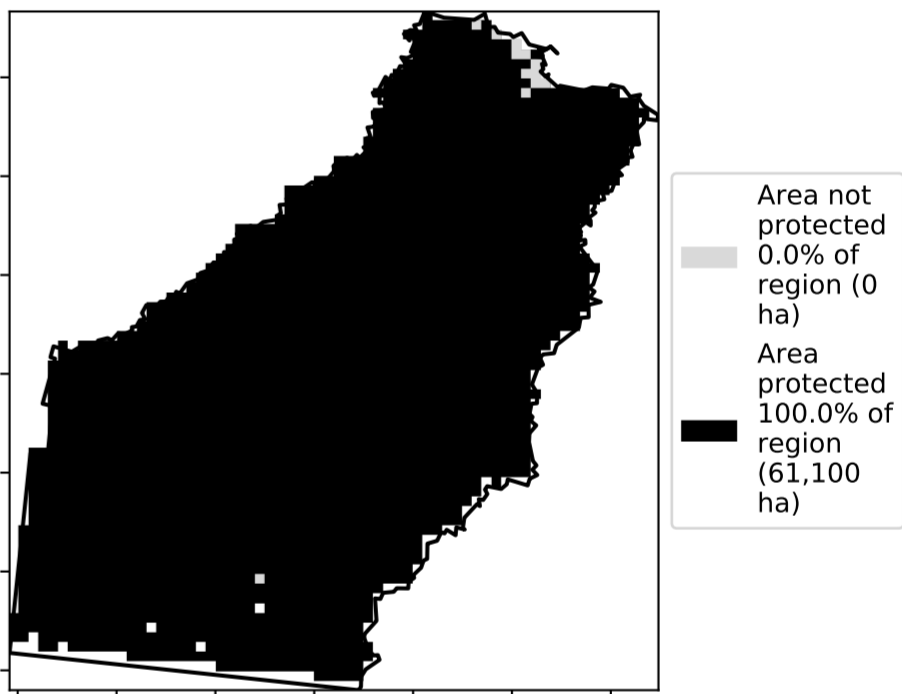 Area not
protected
0.0% of
region (0
ha)
Area
protected
100.0% of
region
(61,100
ha)